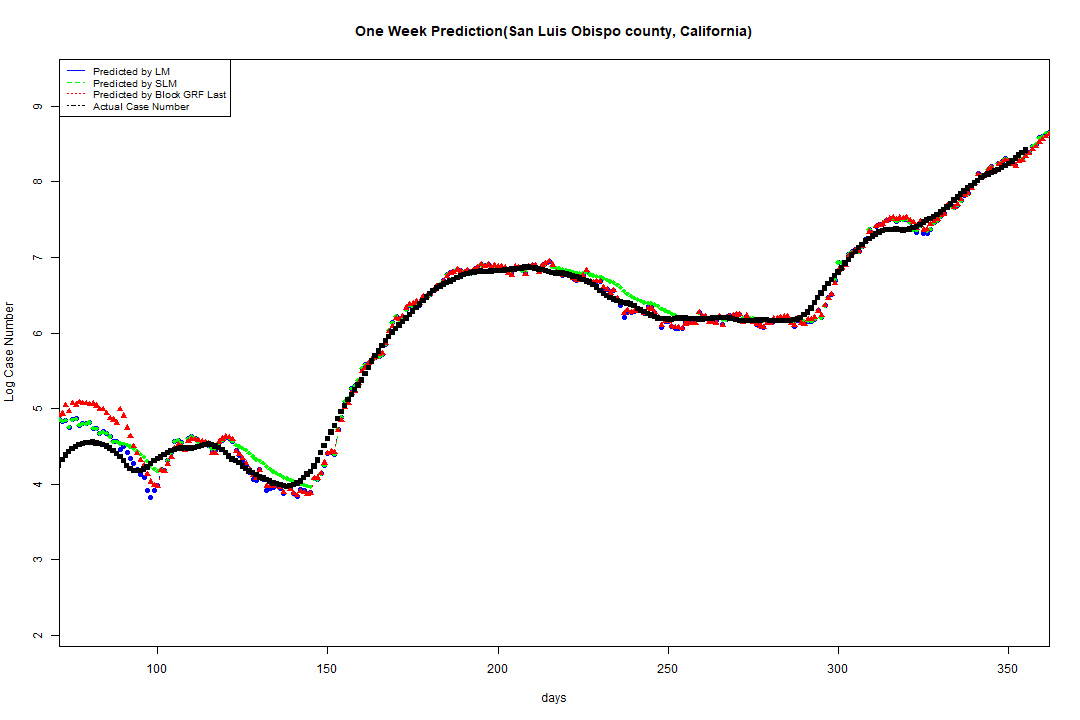 One Week Prediction(San Luis Obispo county, California)
Predicted by LM
Predicted by SLM
Predicted by Block GRF Last
Actual Case Number
Log Case Number
9
8
7
6
5
4
3
2
100 150 200 250 300 350
days